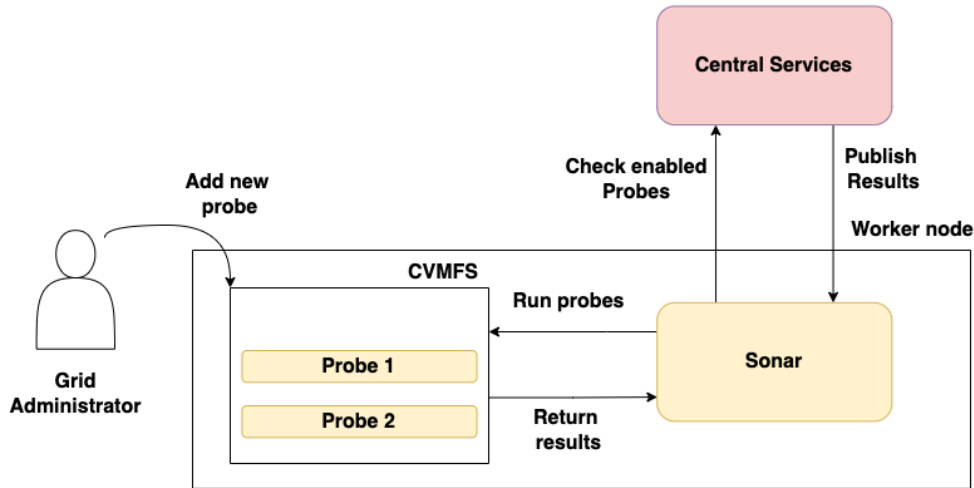 Central Services
Check enabled
Probes
Publish
Results
Add new
probe
Worker node
CVMFS
Run probes
Probe 1
Sonar
Probe 2
Return
results
Grid
Administrator